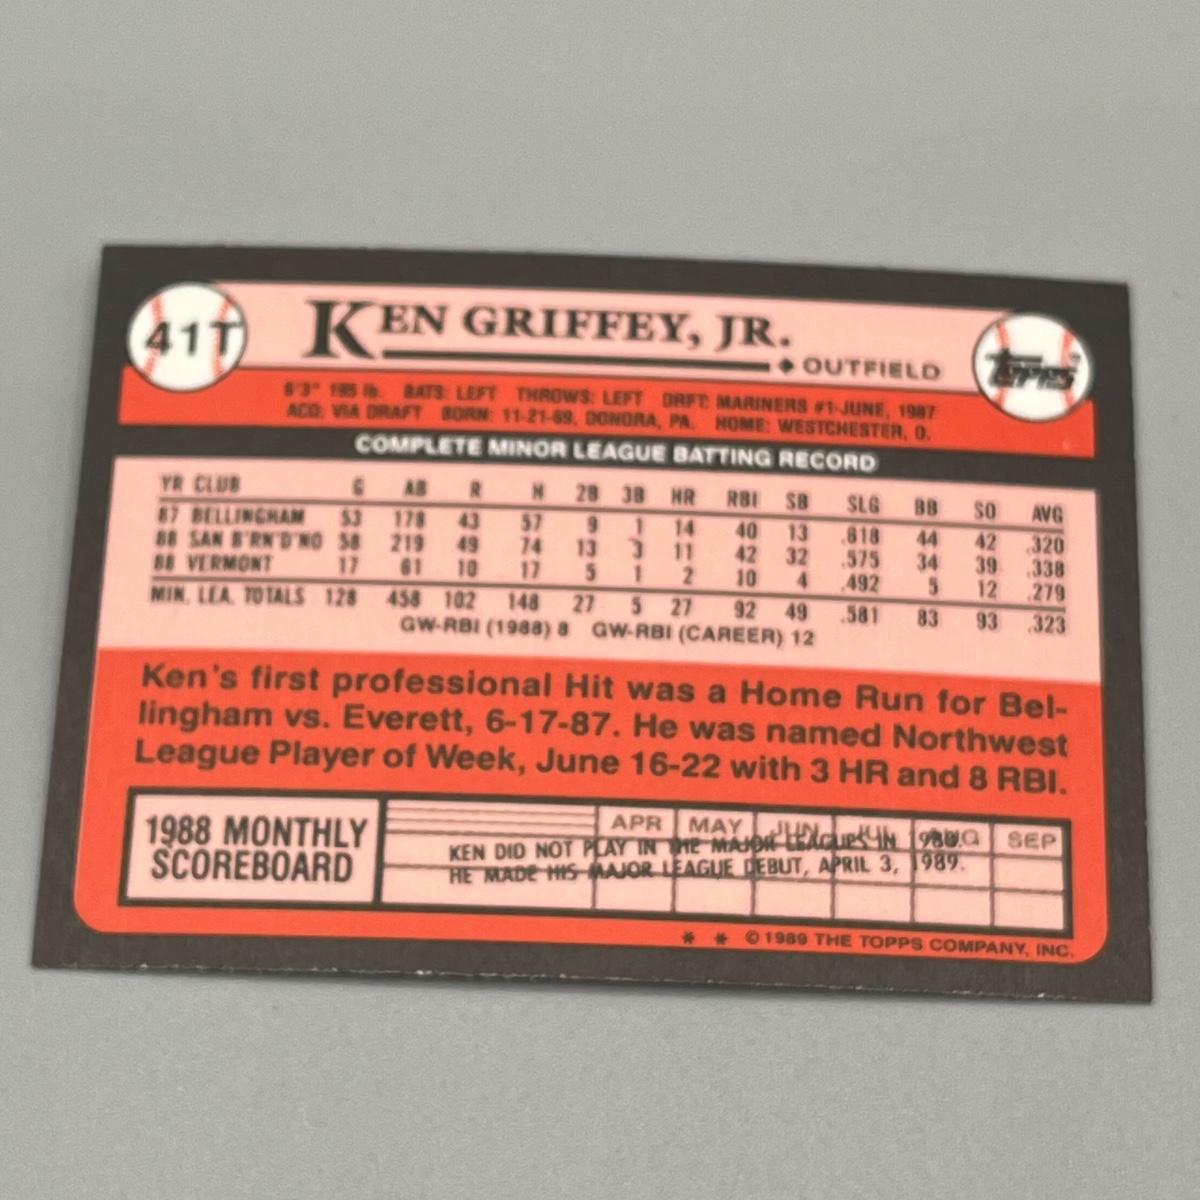 41T
KEN GRIFFEY, JR.
OUTFIELD
TOPPS
6'3" 195 lb. BATS: LEFT THROWS: LEFT DRFT: MARINERS #1-JUNE, 1987
ACQ: VIA DRAFT BORN: 11-21-69, DONORA, PA. HOME: WESTCHESTER, O.
COMPLETE MINOR LEAGUE BATTING RECORD
YR CLUB G AB R H 2B 3B HR RBI SB SLG BB SO AVG
87 BELLINGHAM 53 178 43 57 9 1 14 40 13 .618 44 42 .320
88 SAN B'RN'D'NO 58 219 49 74 13 3 11 42 32 .575 34 39 .338
88 VERMONT 17 61 10 17 5 1 2 10 4 .492 5 12 .279
MIN. LEA. TOTALS 128 458 102 148 27 5 27 92 49 .581 83 93 .323
GW-RBI (1988) 8 GW-RBI (CAREER) 12
Ken's first professional Hit was a Home Run for Bel-
lingham vs. Everett, 6-17-87. He was named Northwest
League Player of Week, June 16-22 with 3 HR and 8 RBI.
1988 MONTHLY
SCOREBOARD
APR MAY JUN JUL AUG SEP
KEN DID NOT PLAY IN THE MAJOR LEAGUES IN 1988.
HE MADE HIS MAJOR LEAGUE DEBUT, APRIL 3, 1989.
* * ©1989 THE TOPPS COMPANY, INC.